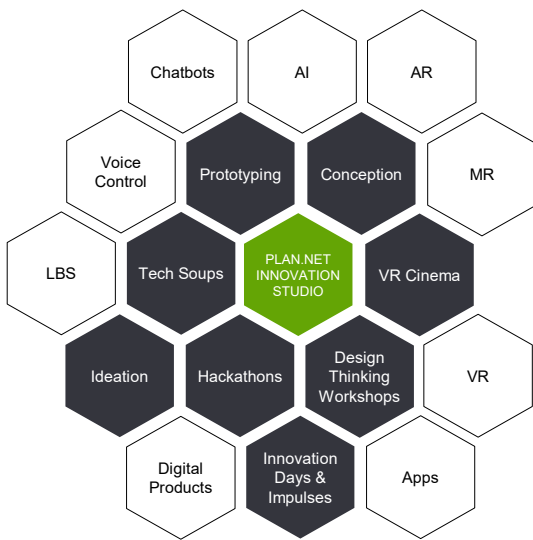 Chatbots
AI
AR
Voice
Control
Prototyping
Conception
MR
LBS
Tech Soups
PLAN.NET
INNOVATION
STUDIO
VR Cinema
Ideation
Hackathons
Design
Thinking
Workshops
VR
Digital
Products
Innovation
Days &
Impulses
Apps